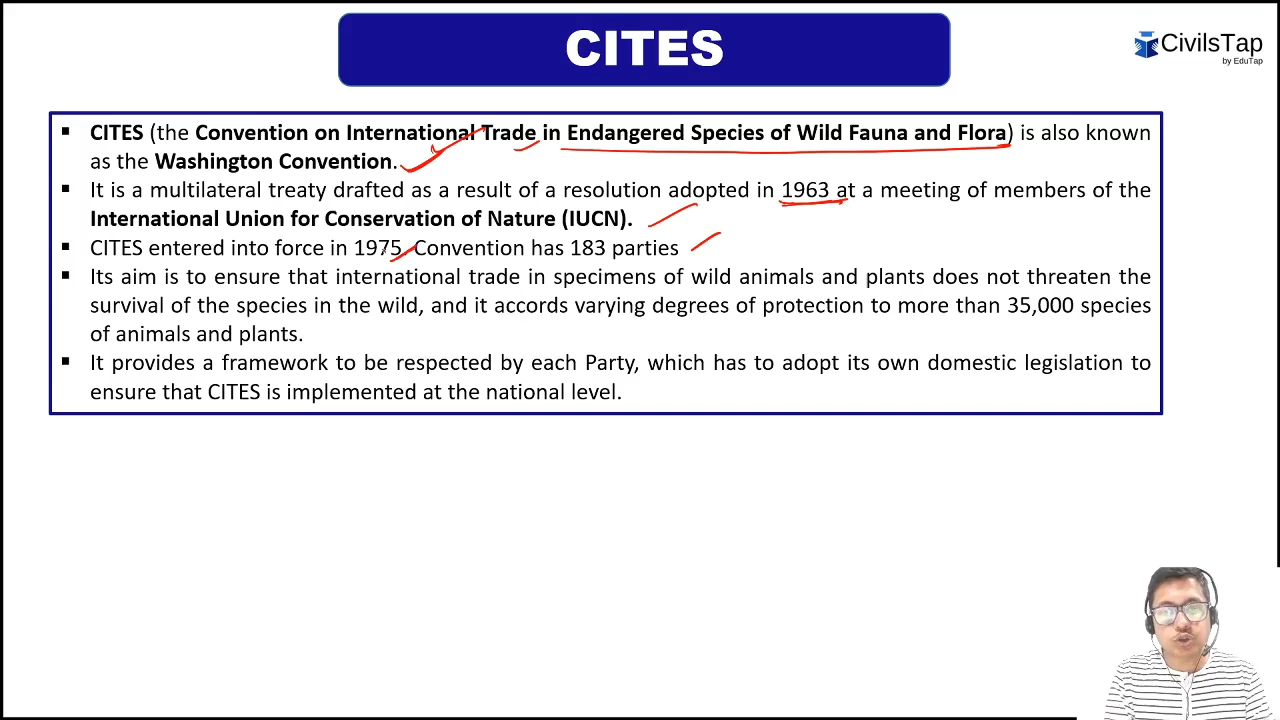 CITES
CivilsTap
by EduTap
▪ CITES (the Convention on International Trade in Endangered Species of Wild Fauna and Flora) is also known
as the Washington Convention.
▪ It is a multilateral treaty drafted as a result of a resolution adopted in 1963 at a meeting of members of the
International Union for Conservation of Nature (IUCN).
▪ CITES entered into force in 1975. Convention has 183 parties
▪ Its aim is to ensure that international trade in specimens of wild animals and plants does not threaten the
survival of the species in the wild, and it accords varying degrees of protection to more than 35,000 species
of animals and plants.
▪ It provides a framework to be respected by each Party, which has to adopt its own domestic legislation to
ensure that CITES is implemented at the national level.